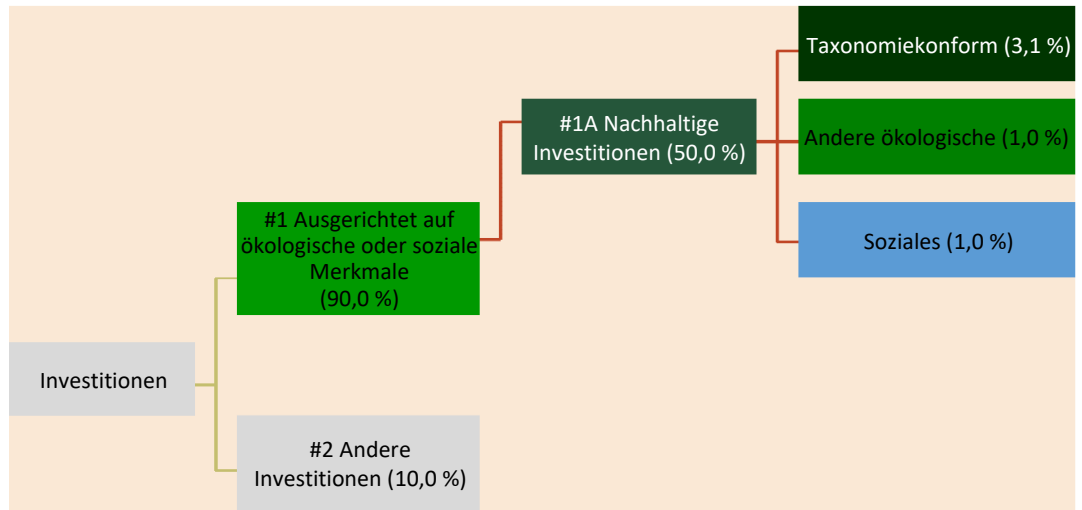 Taxonomiekonform (3,1 %)
#1A Nachhaltige
Investitionen (50,0 %)
Andere ökologische (1,0 %)
#1 Ausgerichtet auf
ökologische oder soziale
Merkmale
(90,0 %)
Soziales (1,0 %)
Investitionen
#2 Andere
Investitionen (10,0 %)